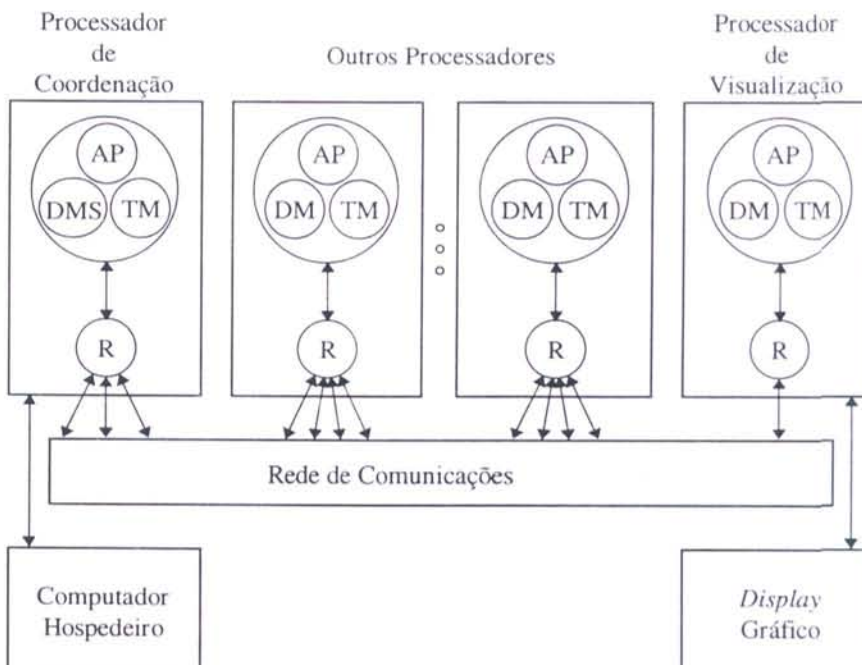 Processador
de
Coordenação
Outros Processadores
Processador
de
Visualização
AP
DMS
TM
R
AP
DM
TM
R
AP
DM
TM
R
AP
DM
TM
R
Rede de Comunicações
Computador
Hospedeiro
Display
Gráfico